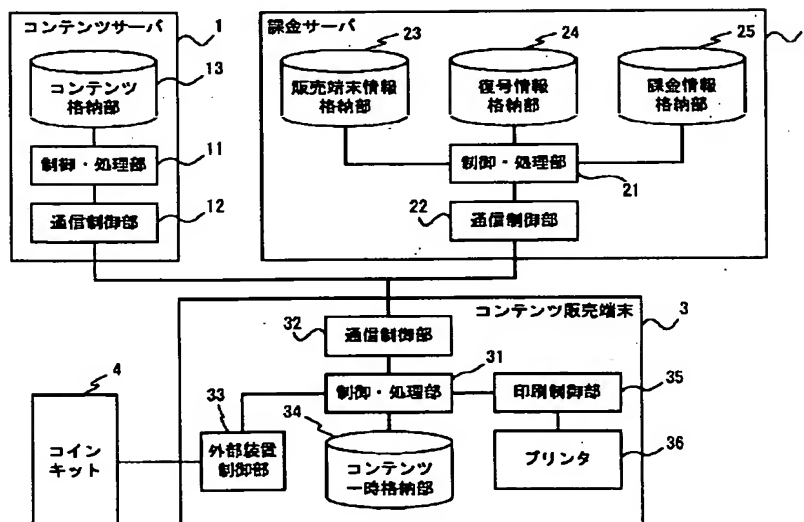 コンテンツサーバ
1
コンテンツ
格納部
13
制御・処理部
11
通信制御部
12
課金サーバ
23
販売端末情報
格納部
24
復号情報
格納部
25
課金情報
格納部
制御・処理部
21
22
通信制御部
コンテンツ販売端末
3
32
通信制御部
31
制御・処理部
35
印刷制御部
4
コイン
キット
33
外部装置
制御部
34
コンテンツ
一時格納部
プリンタ
36